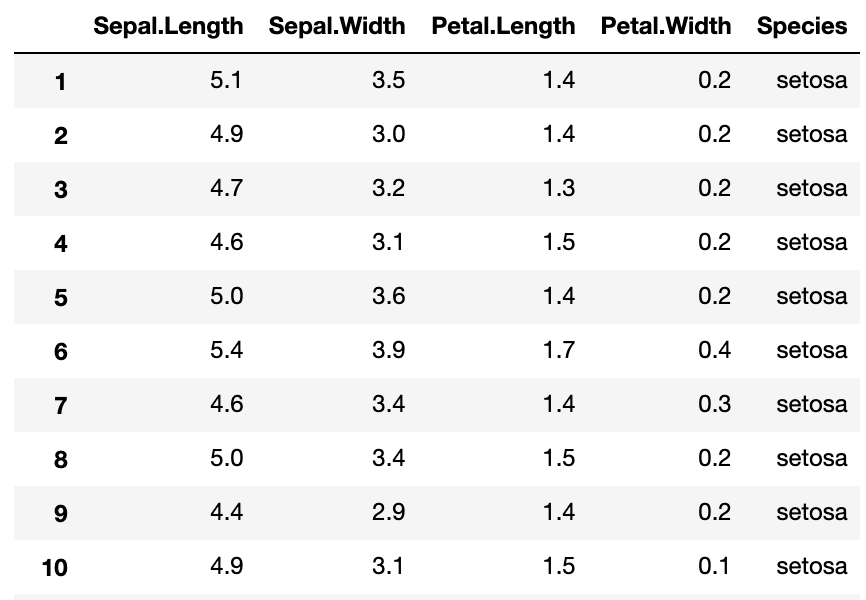 Sepal.Length Sepal.Width Petal.Length Petal.Width Species
1 5.1 3.5 1.4 0.2 setosa
2 4.9 3.0 1.4 0.2 setosa
3 4.7 3.2 1.3 0.2 setosa
4 4.6 3.1 1.5 0.2 setosa
5 5.0 3.6 1.4 0.2 setosa
6 5.4 3.9 1.7 0.4 setosa
7 4.6 3.4 1.4 0.3 setosa
8 5.0 3.4 1.5 0.2 setosa
9 4.4 2.9 1.4 0.2 setosa
10 4.9 3.1 1.5 0.1 setosa